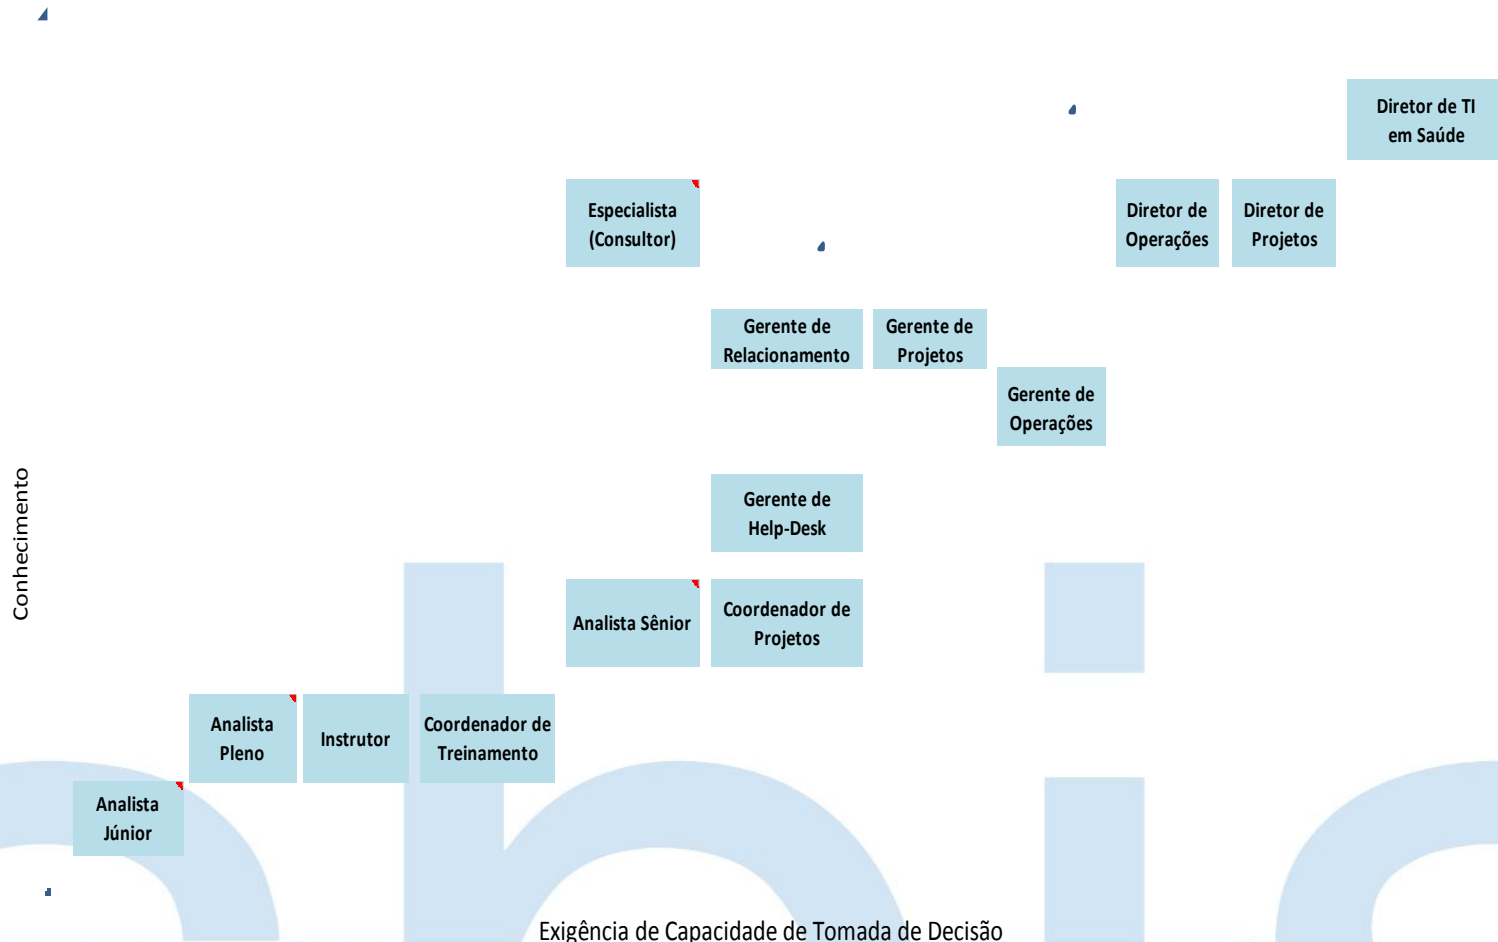 Diretor de TI
em Saúde
Especialista
(Consultor)
Diretor de
Operações
Diretor de
Projetos
Gerente de
Relacionamento
Gerente de
Projetos
Gerente de
Operações
Conhecimento
Gerente de
Help-Desk
Analista Sênior
Coordenador de
Projetos
Analista
Pleno
Instrutor
Coordenador de
Treinamento
Analista
Júnior
Exigência de Capacidade de Tomada de Decisão